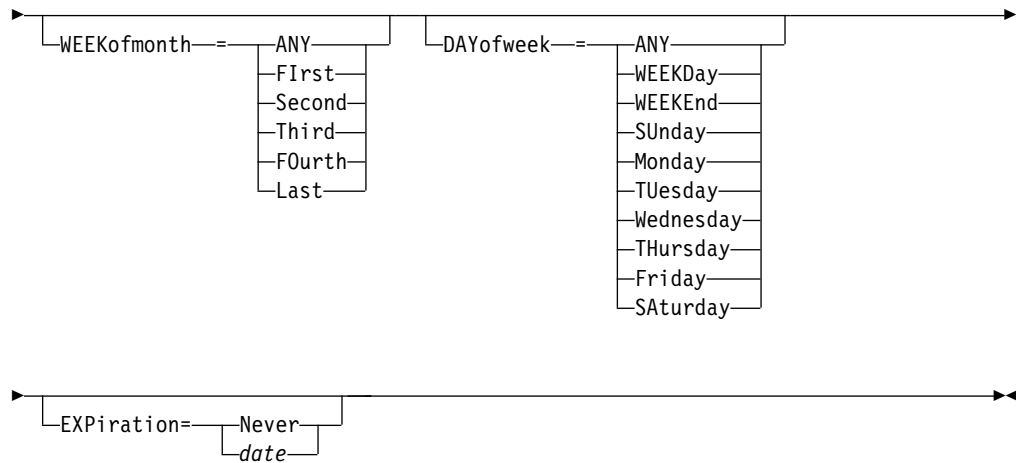 WEEKofmonth = ANY DAYofweek = ANY
FIrst WEEKDay
Second WEEKEnd
Third SUnday
FOurth Monday
Last TUesday
Wednesday
THursday
Friday
SAturday
EXPiration= Never
date